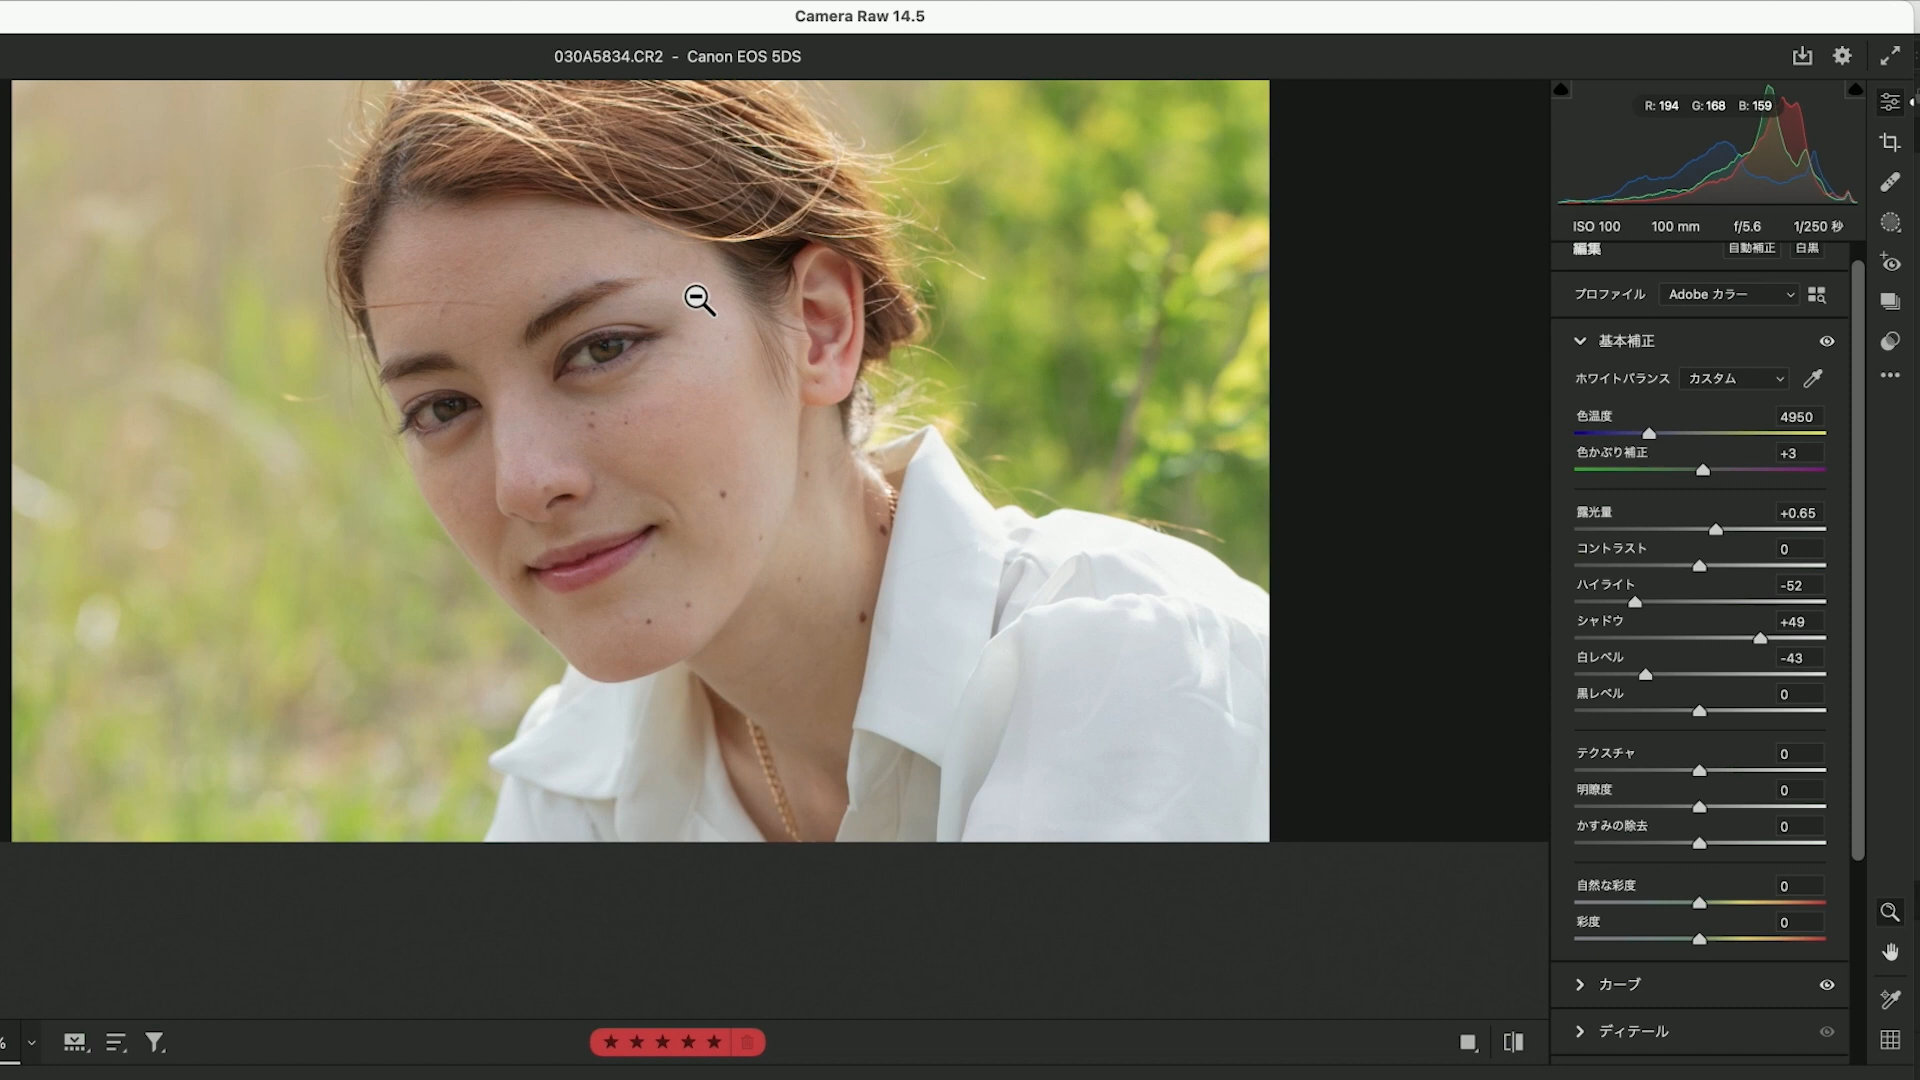 Camera Raw 14.5
030A5834.CR2 - Canon EOS 5DS
R: 194 G: 168 B: 159
ISO 100 100 mm f/5.6 1/250 秒
編集 自動補正 白黒
プロファイル Adobe カラー
基本補正
ホワイトバランス カスタム
色温度 4950
色かぶり補正 +3
露光量 +0.65
コントラスト 0
ハイライト -52
シャドウ +49
白レベル -43
黒レベル 0
テクスチャ 0
明瞭度 0
かすみの除去 0
自然な彩度 0
彩度 0
カーブ
ディテール
%